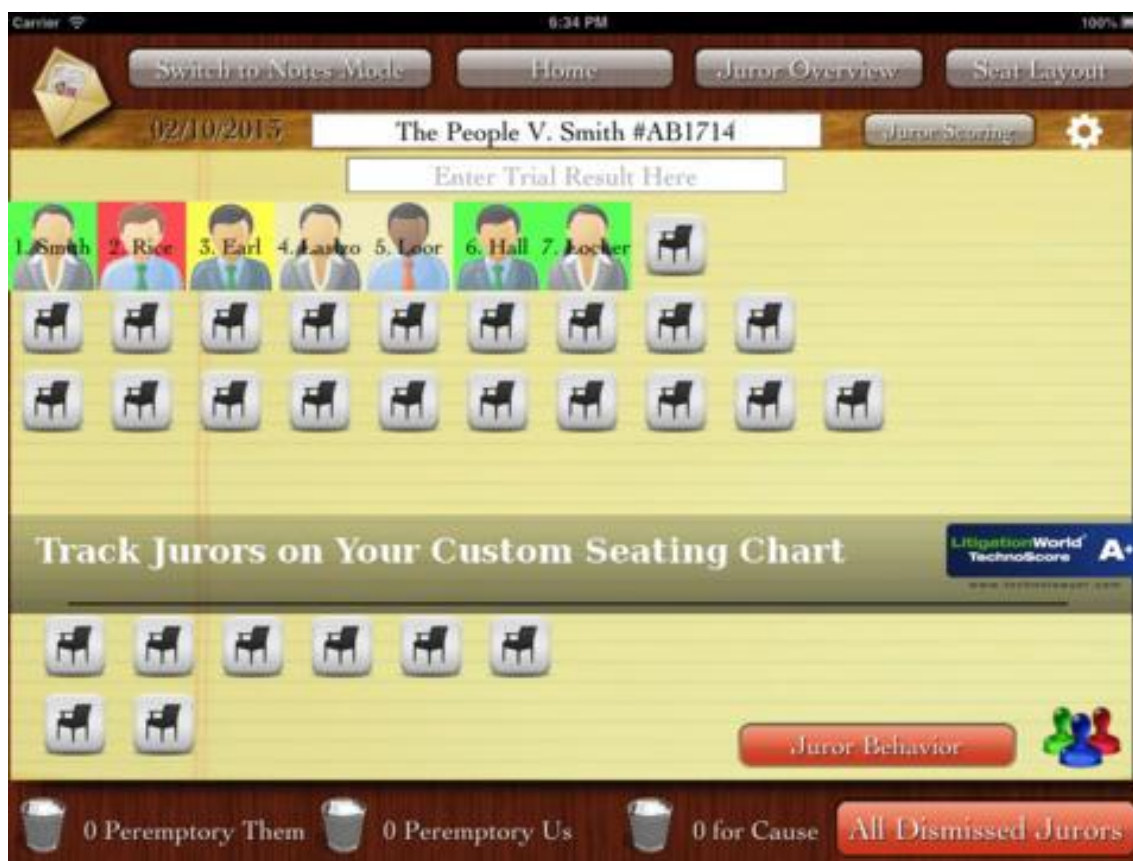 Carrier 6:34 PM 100%
Switch to Notes Mode Home Juror Overview Seat Layout
02/10/2015 The People V. Smith #AB1714 Juror Scoring
Enter Trial Result Here
1. Smith 2. Rice 3. Earl 4. 5. Loor 6. Hall 7. Locker
Track Jurors on Your Custom Seating Chart
LitigationWorld
TechnoScore A+
Juror Behavior
0 Peremptory Them 0 Peremptory Us 0 for Cause All Dismissed Jurors